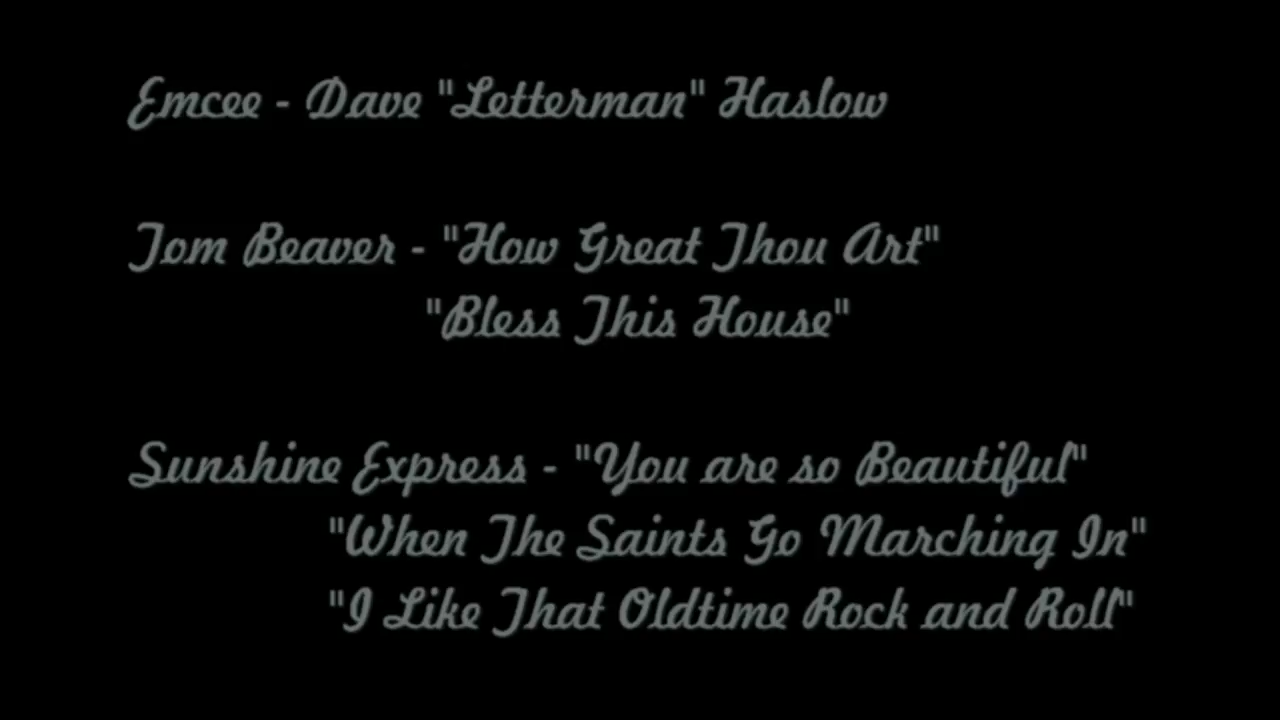 Emcee - Dave "Letterman" Haslow
Tom Beaver - "How Great Thou Art"
"Bless This House"
Sunshine Express - "You are so Beautiful"
"When The Saints Go Marching In"
"I Like That Oldtime Rock and Roll"